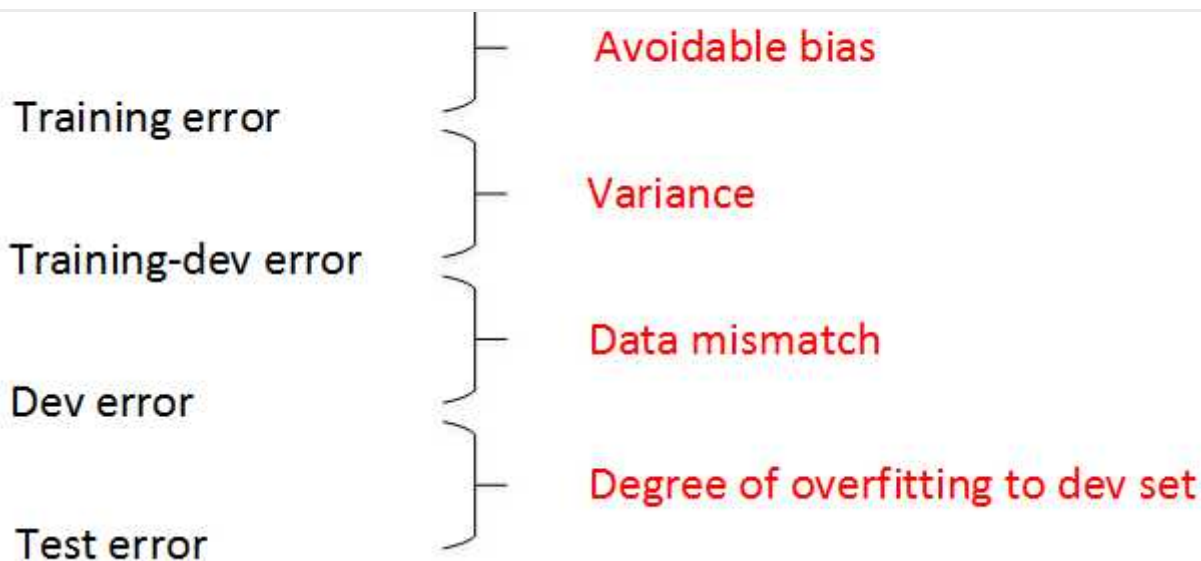 Avoidable bias
Training error
Variance
Training-dev error
Data mismatch
Dev error
Degree of overfitting to dev set
Test error